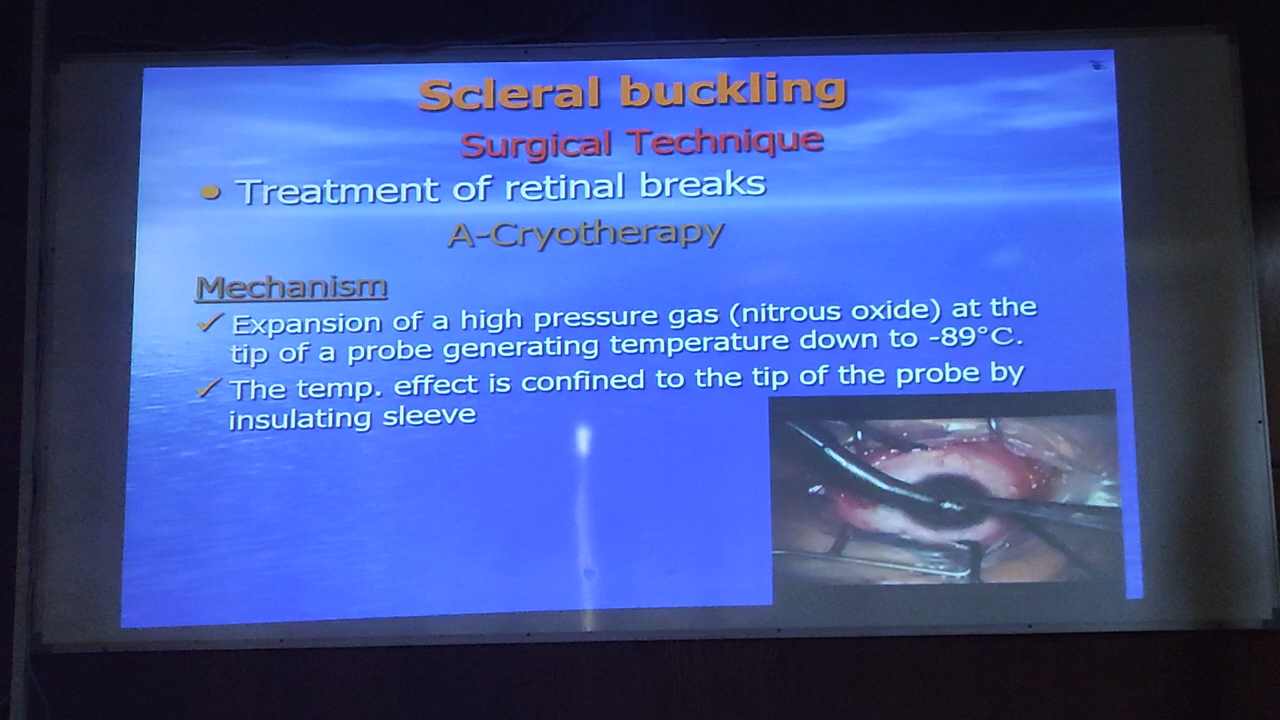 Scleral buckling
Surgical Technique
• Treatment of retinal breaks
A-Cryotherapy
Mechanism
✓ Expansion of a high pressure gas (nitrous oxide) at the
tip of a probe generating temperature down to -89°C.
✓ The temp. effect is confined to the tip of the probe by
insulating sleeve